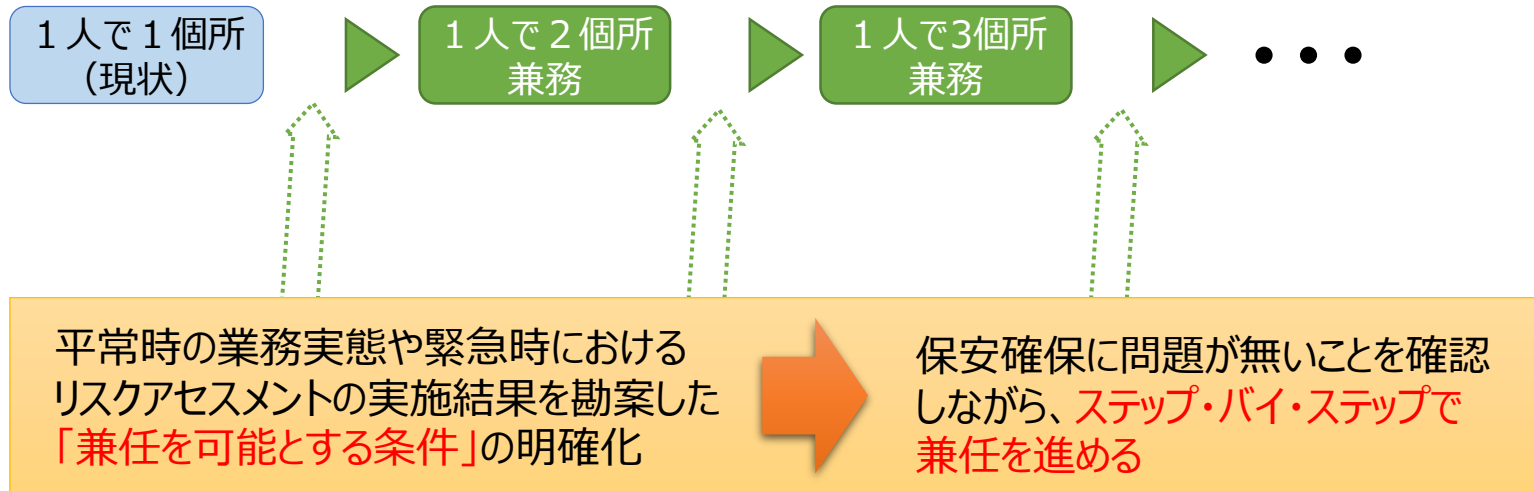 １人で１個所
（現状）
１人で２個所
兼務
１人で3個所
兼務
・・・
平常時の業務実態や緊急時における
リスクアセスメントの実施結果を勘案した
「兼任を可能とする条件」の明確化
保安確保に問題が無いことを確認
しながら、ステップ・バイ・ステップで
兼任を進める